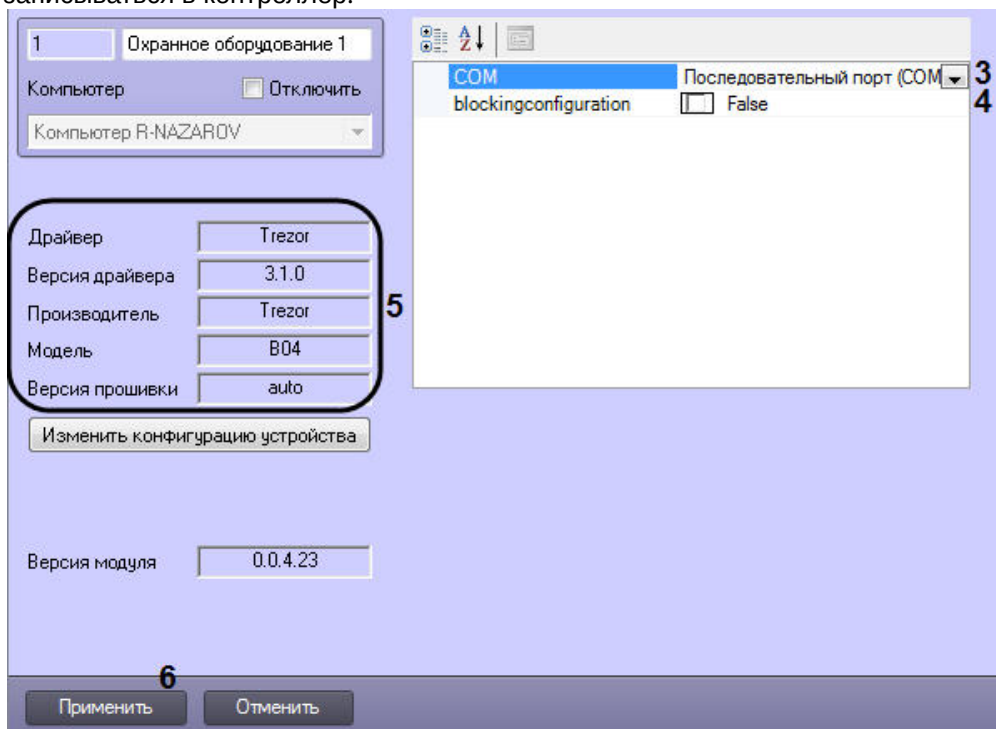 записываться в контроллер.
1 Охранное оборудование 1
Компьютер Отключить
Компьютер R-NAZAROV
COM Последовательный порт (COM 3
blockingconfiguration False 4
Драйвер Trezor
Версия драйвера 3.1.0
Производитель Trezor 5
Модель B04
Версия прошивки auto
Изменить конфигурацию устройства
Версия модуля 0.0.4.23
6
Применить Отменить